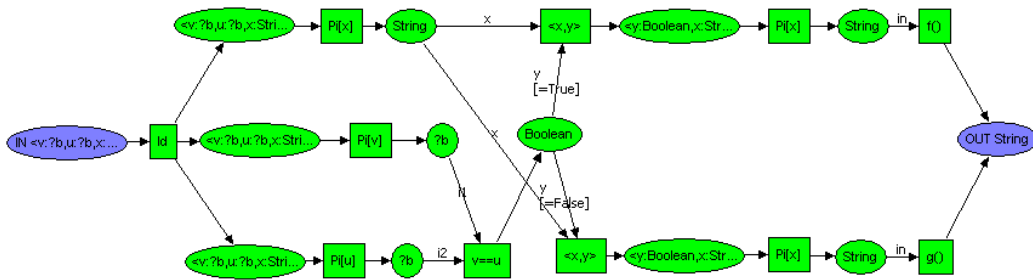 <v:?b,u:?b,x:Stri... Pi[x] String x <x,y> <y:Boolean,x:Str... Pi[x] String in f()
y
[=True]
IN <v:?b,u:?b,x:... Id <v:?b,u:?b,x:Stri... Pi[v] ?b x Boolean OUT String
i1 y
[=False]
<v:?b,u:?b,x:Stri... Pi[u] ?b i2 v==u <x,y> <y:Boolean,x:Str... Pi[x] String in g()